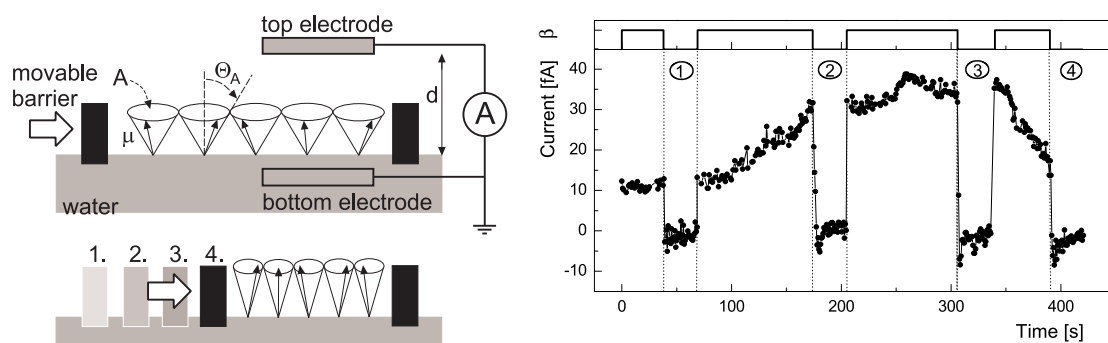 top electrode
A
Θ_A
movable
barrier
μ
d
A
water
bottom electrode
1. 2. 3. 4.
β
① ② ③ ④
Current [fA]
40
30
20
10
0
-10
0 100 200 300 400
Time [s]